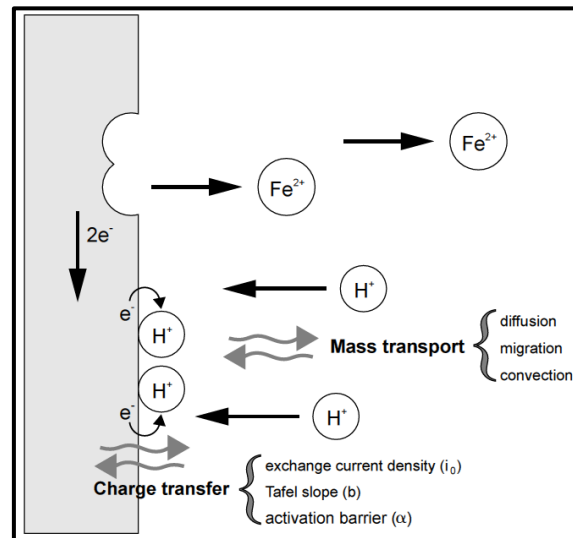 Fe²⁺
Fe²⁺
2e⁻
H⁺
e⁻
H⁺
diffusion
Mass transport
migration
convection
H⁺
e⁻
H⁺
exchange current density (i₀)
Charge transfer
Tafel slope (b)
activation barrier (α)